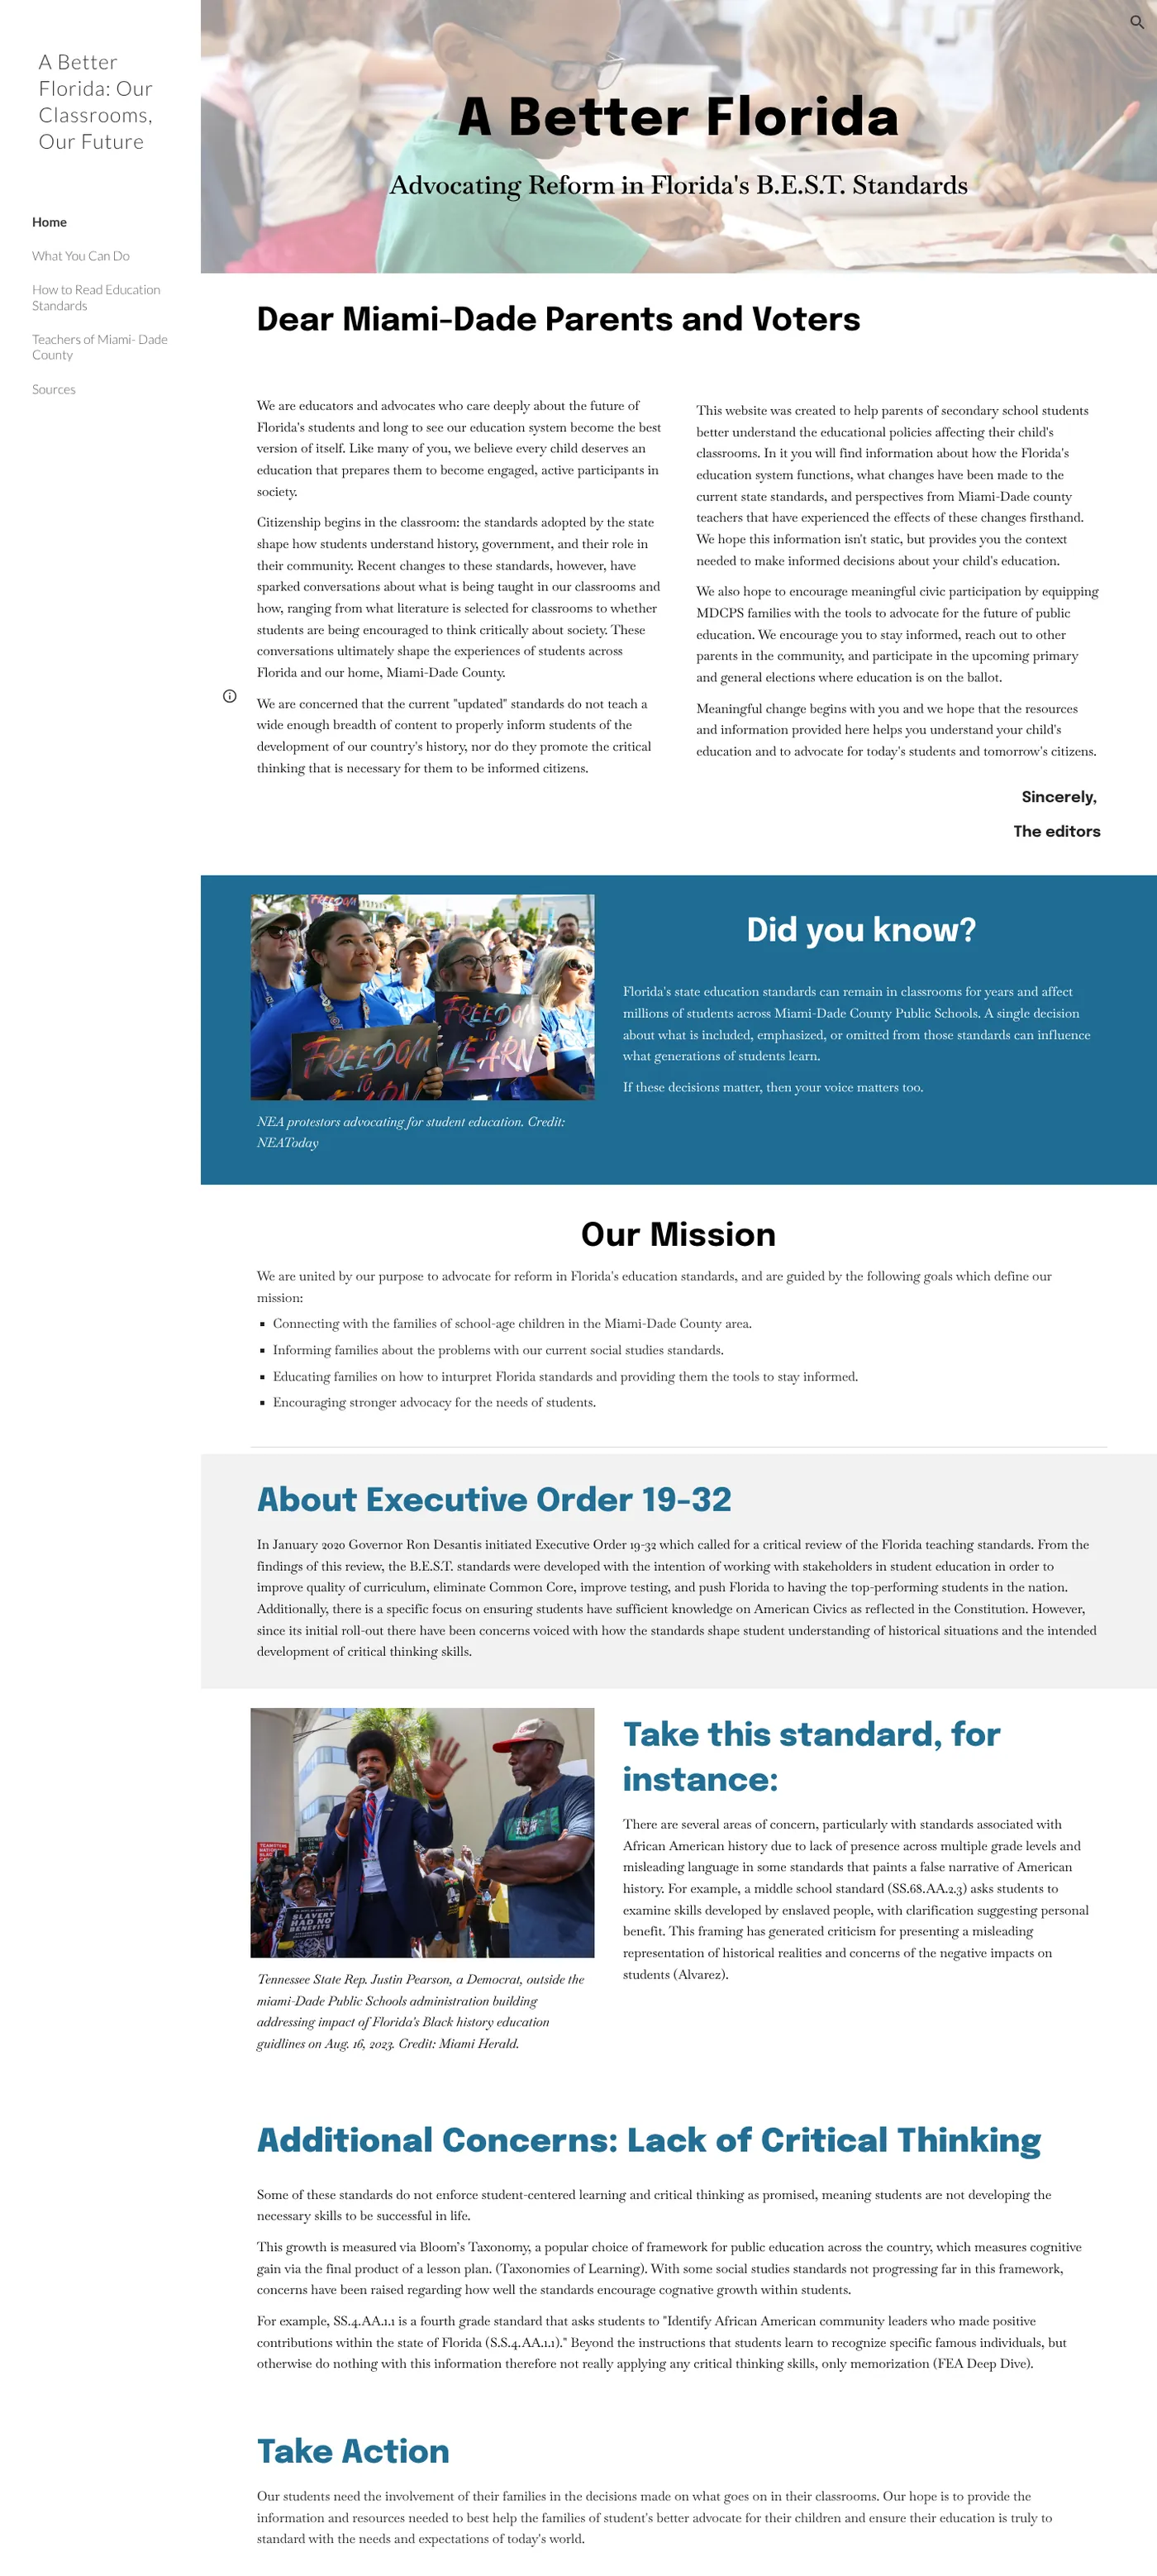 A Better
Florida: Our
Classrooms,
Our Future
Home
What You Can Do
How to Read Education
Standards
Teachers of Miami- Dade
County
Sources
A Better Florida
Advocating Reform in Florida's B.E.S.T. Standards
Dear Miami-Dade Parents and Voters
We are educators and advocates who care deeply about the future of
Florida's students and long to see our education system become the best
version of itself. Like many of you, we believe every child deserves an
education that prepares them to become engaged, active participants in
society.
Citizenship begins in the classroom: the standards adopted by the state
shape how students understand history, government, and their role in
their community. Recent changes to these standards, however, have
sparked conversations about what is being taught in our classrooms and
how, ranging from what literature is selected for classrooms to whether
students are being encouraged to think critically about society. These
conversations ultimately shape the experiences of students across
Florida and our home, Miami-Dade County.
We are concerned that the current "updated" standards do not teach a
wide enough breadth of content to properly inform students of the
development of our country's history, nor do they promote the critical
thinking that is necessary for them to be informed citizens.
This website was created to help parents of secondary school students
better understand the educational policies affecting their child's
classrooms. In it you will find information about how the Florida's
education system functions, what changes have been made to the
current state standards, and perspectives from Miami-Dade county
teachers that have experienced the effects of these changes firsthand.
We hope this information isn't static, but provides you the context
needed to make informed decisions about your child's education.
We also hope to encourage meaningful civic participation by equipping
MDCPS families with the tools to advocate for the future of public
education. We encourage you to stay informed, reach out to other
parents in the community, and participate in the upcoming primary
and general elections where education is on the ballot.
Meaningful change begins with you and we hope that the resources
and information provided here helps you understand your child's
education and to advocate for today's students and tomorrow's citizens.
Sincerely,
The editors
FREEDOM
FREEDOM
TO
LEARN
FREEDOM
TO
Did you know?
Florida's state education standards can remain in classrooms for years and affect
millions of students across Miami-Dade County Public Schools. A single decision
about what is included, emphasized, or omitted from those standards can influence
what generations of students learn.
If these decisions matter, then your voice matters too.
NEA protestors advocating for student education. Credit:
NEAToday
Our Mission
We are united by our purpose to advocate for reform in Florida's education standards, and are guided by the following goals which define our
mission:
▪ Connecting with the families of school-age children in the Miami-Dade County area.
▪ Informing families about the problems with our current social studies standards.
▪ Educating families on how to inturpret Florida standards and providing them the tools to stay informed.
▪ Encouraging stronger advocacy for the needs of students.
About Executive Order 19-32
In January 2020 Governor Ron Desantis initiated Executive Order 19-32 which called for a critical review of the Florida teaching standards. From the
findings of this review, the B.E.S.T. standards were developed with the intention of working with stakeholders in student education in order to
improve quality of curriculum, eliminate Common Core, improve testing, and push Florida to having the top-performing students in the nation.
Additionally, there is a specific focus on ensuring students have sufficient knowledge on American Civics as reflected in the Constitution. However,
since its initial roll-out there have been concerns voiced with how the standards shape student understanding of historical situations and the intended
development of critical thinking skills.
SLAVERY
HAD NO
BENEFITS
Take this standard, for
instance:
There are several areas of concern, particularly with standards associated with
African American history due to lack of presence across multiple grade levels and
misleading language in some standards that paints a false narrative of American
history. For example, a middle school standard (SS.68.AA.2.3) asks students to
examine skills developed by enslaved people, with clarification suggesting personal
benefit. This framing has generated criticism for presenting a misleading
representation of historical realities and concerns of the negative impacts on
students (Alvarez).
Tennessee State Rep. Justin Pearson, a Democrat, outside the
miami-Dade Public Schools administration building
addressing impact of Florida's Black history education
guidlines on Aug. 16, 2023. Credit: Miami Herald.
Additional Concerns: Lack of Critical Thinking
Some of these standards do not enforce student-centered learning and critical thinking as promised, meaning students are not developing the
necessary skills to be successful in life.
This growth is measured via Bloom's Taxonomy, a popular choice of framework for public education across the country, which measures cognitive
gain via the final product of a lesson plan. (Taxonomies of Learning). With some social studies standards not progressing far in this framework,
concerns have been raised regarding how well the standards encourage cognitive growth within students.
For example, SS.4.AA.1.1 is a fourth grade standard that asks students to "Identify African American community leaders who made positive
contributions within the state of Florida (S.S.4.AA.1.1)." Beyond the instructions that students learn to recognize specific famous individuals, but
otherwise do nothing with this information therefore not really applying any critical thinking skills, only memorization (FEA Deep Dive).
Take Action
Our students need the involvement of their families in the decisions made on what goes on in their classrooms. Our hope is to provide the
information and resources needed to best help the families of student's better advocate for their children and ensure their education is truly to
standard with the needs and expectations of today's world.